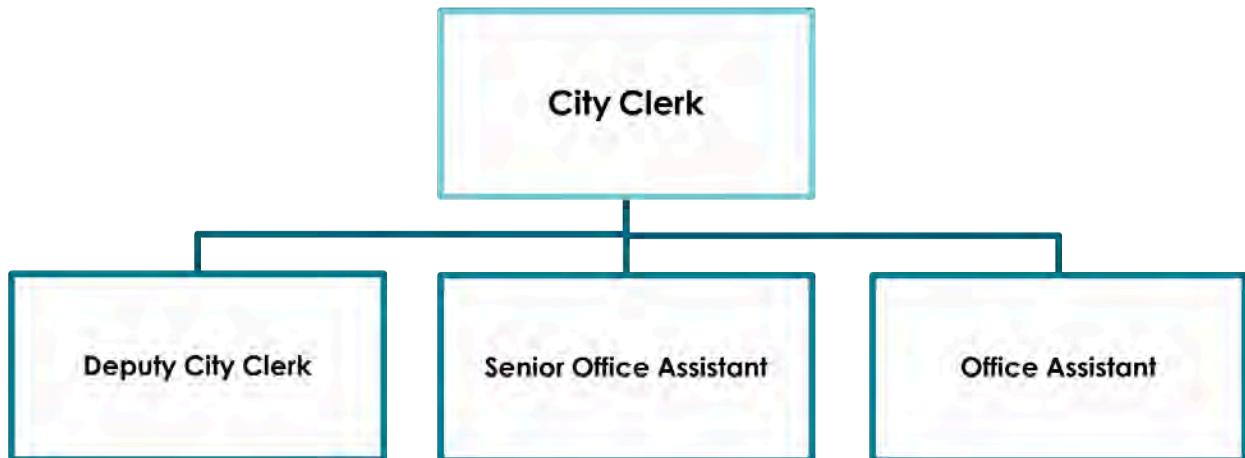 City Clerk
Deputy City Clerk
Senior Office Assistant
Office Assistant